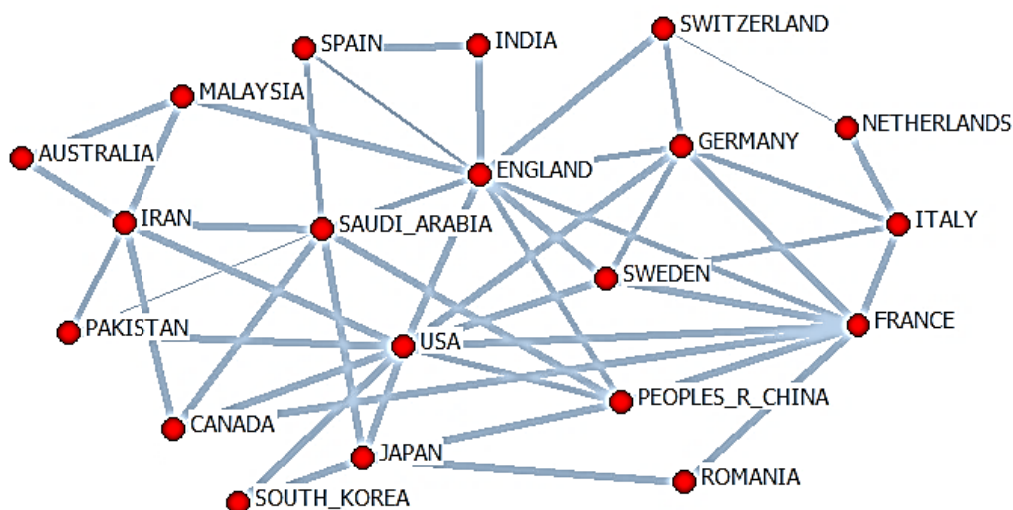 SWITZERLAND
SPAIN
INDIA
MALAYSIA
NETHERLANDS
GERMANY
AUSTRALIA
ENGLAND
IRAN
SAUDI_ARABIA
ITALY
SWEDEN
PAKISTAN
USA
FRANCE
PEOPLES_R_CHINA
CANADA
JAPAN
ROMANIA
SOUTH_KOREA